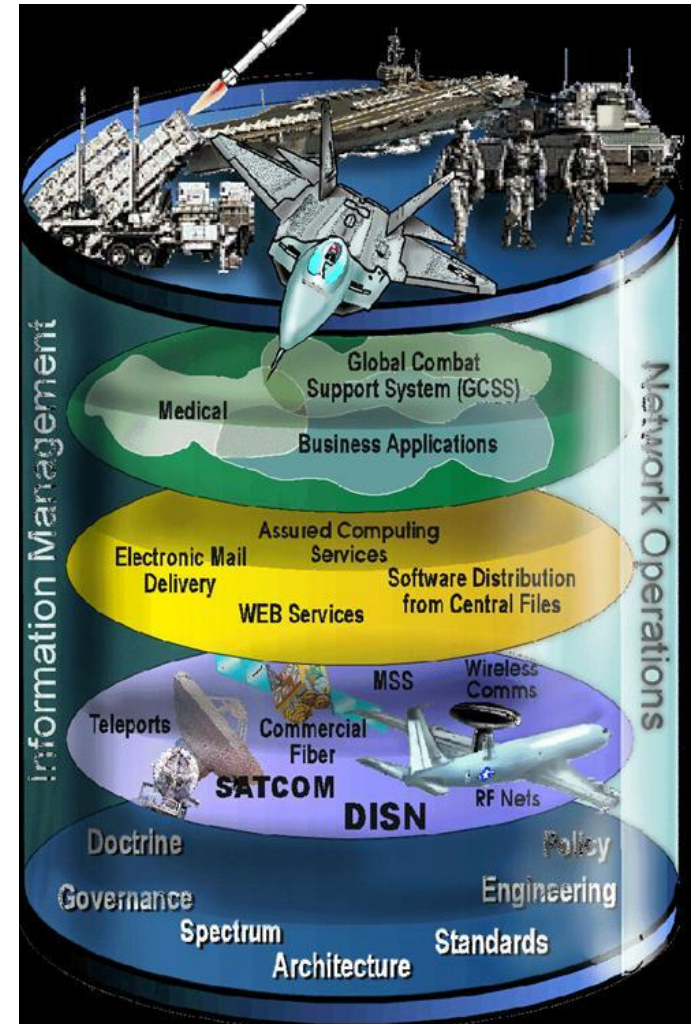 Information Management
Network Operations
Global Combat
Support System (GCSS)
Medical
Business Applications
Assured Computing
Services
Electronic Mail
Delivery
Software Distribution
from Central Files
WEB Services
MSS
Wireless
Comms
Teleports
Commercial
Fiber
SATCOM
RF Nets
DISN
Doctrine
Policy
Governance
Engineering
Spectrum
Standards
Architecture